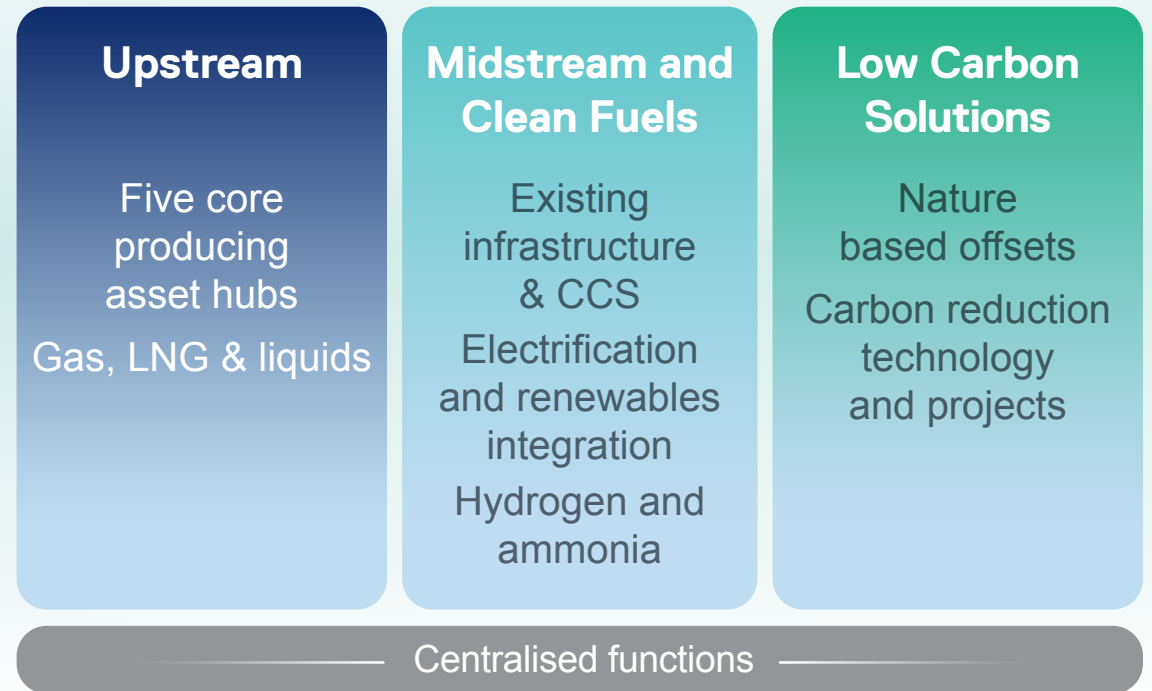 Upstream
Five core
producing
asset hubs
Gas, LNG & liquids
Midstream and
Clean Fuels
Existing
infrastructure
& CCS
Electrification
and renewables
integration
Hydrogen and
ammonia
Low Carbon
Solutions
Nature
based offsets
Carbon reduction
technology
and projects
Centralised functions